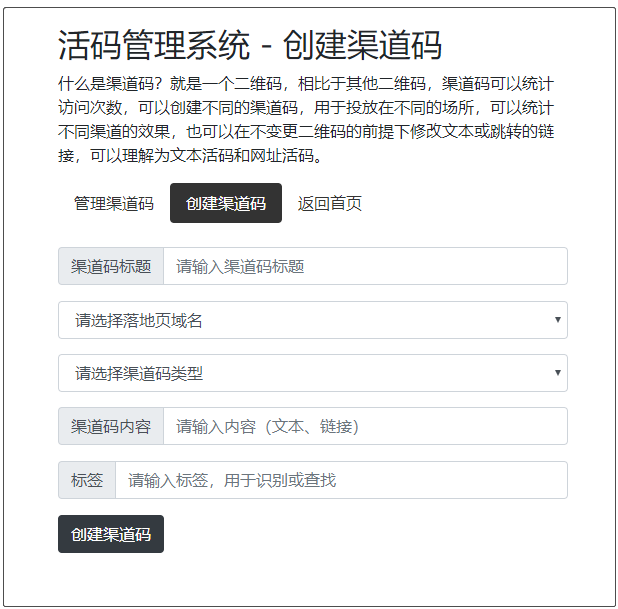 活码管理系统 - 创建渠道码
什么是渠道码？就是一个二维码，相比于其他二维码，渠道码可以统计
访问次数，可以创建不同的渠道码，用于投放在不同的场所，可以统计
不同渠道的效果，也可以在不变更二维码的前提下修改文本或跳转的链
接，可以理解为文本活码和网址活码。
管理渠道码 创建渠道码 返回首页
渠道码标题 请输入渠道码标题
请选择落地页域名
请选择渠道码类型
渠道码内容 请输入内容（文本、链接）
标签 请输入标签，用于识别或查找
创建渠道码